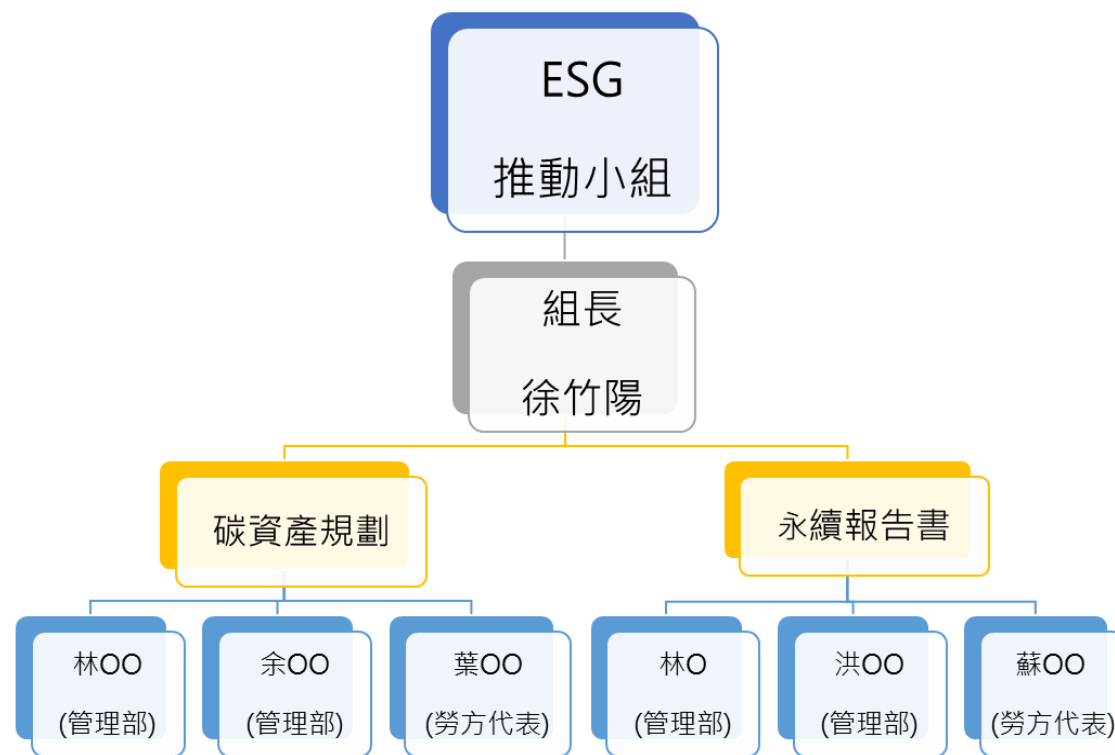 ESG
推動小組
組長
徐竹陽
碳資產規劃
永續報告書
林OO
(管理部)
余OO
(管理部)
葉OO
(勞方代表)
林O
(管理部)
洪OO
(管理部)
蘇OO
(勞方代表)